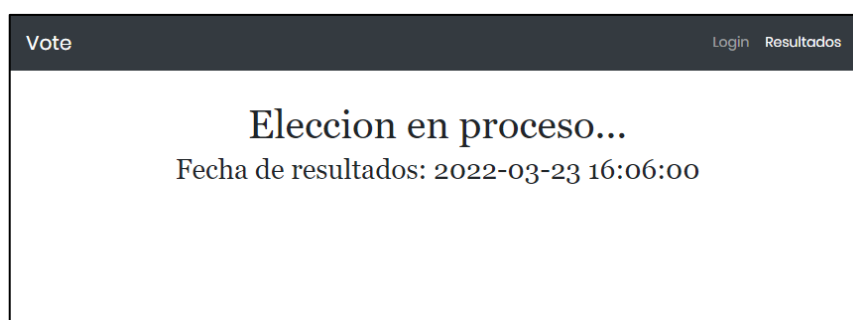 Vote Login Resultados
Eleccion en proceso...
Fecha de resultados: 2022-03-23 16:06:00